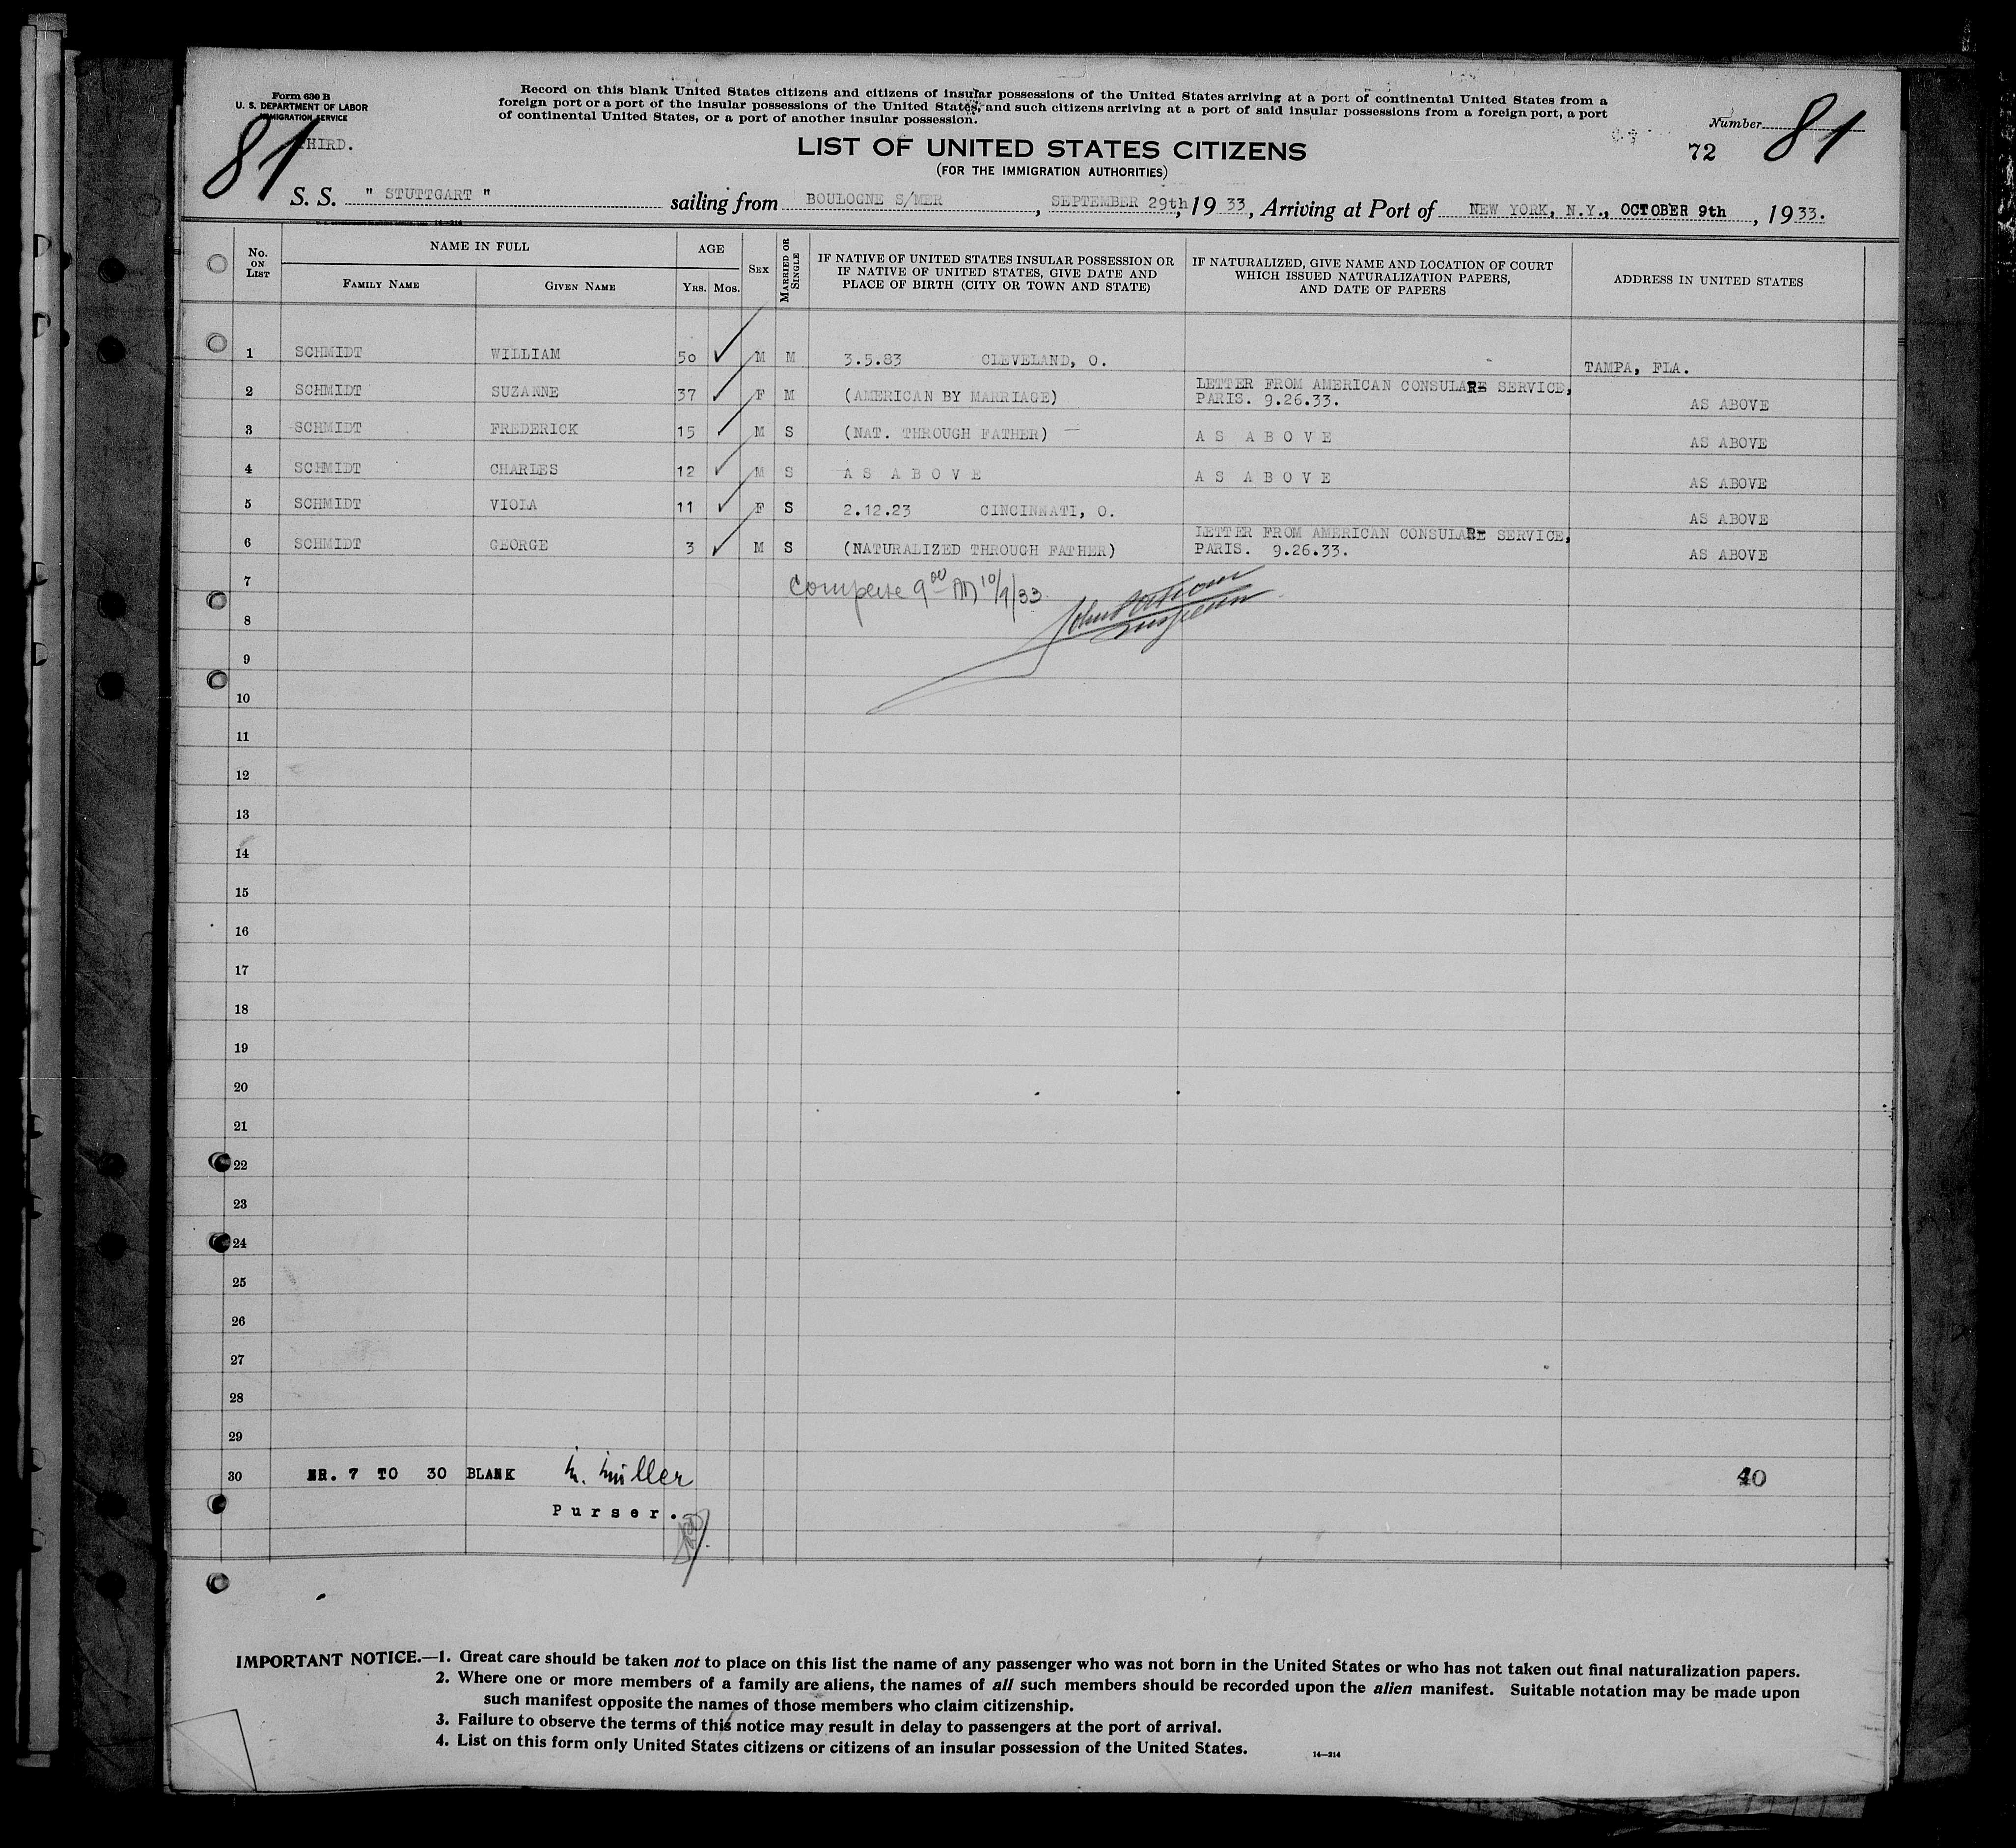 Form 630 B
U. S. DEPARTMENT OF LABOR
IMMIGRATION SERVICE
Record on this blank United States citizens and citizens of insular possessions of the United States arriving at a port of continental United States from a
foreign port or a port of the insular possessions of the United States, and such citizens arriving at a port of said insular possessions from a foreign port, a port
of continental United States, or a port of another insular possession.
Number 81
81
THIRD.
LIST OF UNITED STATES CITIZENS
72
(FOR THE IMMIGRATION AUTHORITIES)
S. S. " STUTTGART " sailing from BOULOGNE S/MER, SEPTEMBER 29th, 1933, Arriving at Port of NEW YORK, N.Y., OCTOBER 9th, 1933.
No. ON LIST NAME IN FULL FAMILY NAME GIVEN NAME AGE YRS. MOS. SEX MARRIED OR SINGLE IF NATIVE OF UNITED STATES INSULAR POSSESSION OR IF NATIVE OF UNITED STATES, GIVE DATE AND PLACE OF BIRTH (CITY OR TOWN AND STATE) IF NATURALIZED, GIVE NAME AND LOCATION OF COURT WHICH ISSUED NATURALIZATION PAPERS, AND DATE OF PAPERS ADDRESS IN UNITED STATES
1 SCHMIDT WILLIAM 50 M M 3.5.83 CLEVELAND, O. TAMPA, FLA.
2 SCHMIDT SUZANNE 37 F M (AMERICAN BY MARRIAGE) LETTER FROM AMERICAN CONSULAR SERVICE, PARIS. 9.26.33. AS ABOVE
3 SCHMIDT FREDERICK 15 M S (NAT. THROUGH FATHER) A S A B O V E AS ABOVE
4 SCHMIDT CHARLES 12 M S A S A B O V E A S A B O V E AS ABOVE
5 SCHMIDT VIOLA 11 F S 2.12.23 CINCINNATI, O. AS ABOVE
6 SCHMIDT GEORGE 3 M S (NATURALIZED THROUGH FATHER) LETTER FROM AMERICAN CONSULAR SERVICE, PARIS. 9.26.33. AS ABOVE
7
9⁰⁰ AM 10/9/33
8
9
10
11
12
13
14
15
16
17
18
19
20
21
22
23
24
25
26
27
28
29
30 NR. 7 TO 30 BLANK M. Müller 40
Purser.
IMPORTANT NOTICE.—1. Great care should be taken not to place on this list the name of any passenger who was not born in the United States or who has not taken out final naturalization papers.
2. Where one or more members of a family are aliens, the names of all such members should be recorded upon the alien manifest. Suitable notation may be made upon
such manifest opposite the names of those members who claim citizenship.
3. Failure to observe the terms of this notice may result in delay to passengers at the port of arrival.
4. List on this form only United States citizens or citizens of an insular possession of the United States.
14—214